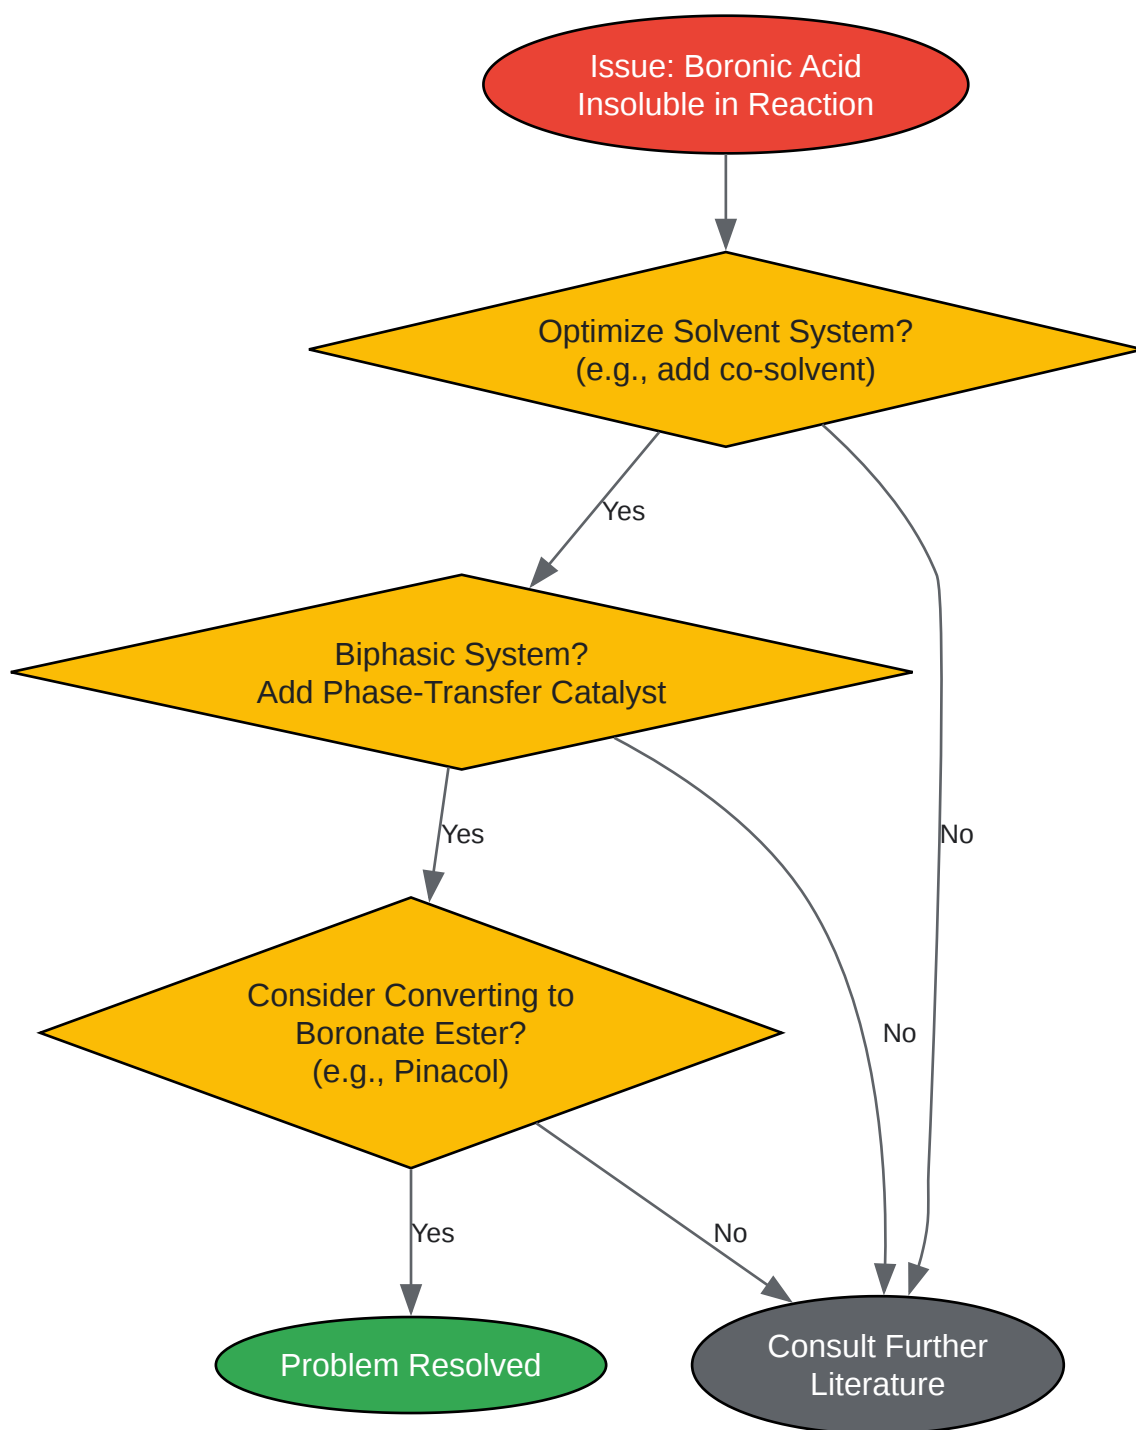 Issue: Boronic Acid
Insoluble in Reaction
Optimize Solvent System?
(e.g., add co-solvent)
Yes
Biphasic System?
Add Phase-Transfer Catalyst
Yes
No
Consider Converting to
Boronate Ester?
(e.g., Pinacol)
No
Yes
No
Problem Resolved
Consult Further
Literature